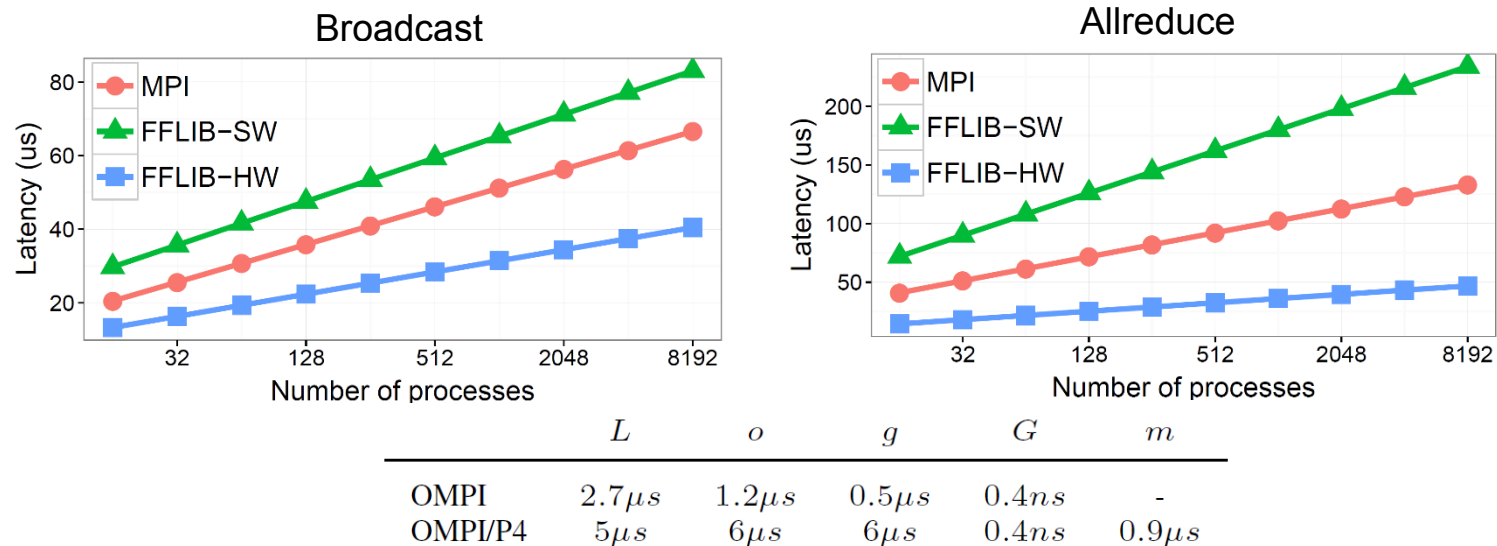 Broadcast
80
60
40
20
Latency (us)
MPI
FFLIB−SW
FFLIB−HW
32 128 512 2048 8192
Number of processes
Allreduce
200
150
100
50
Latency (us)
MPI
FFLIB−SW
FFLIB−HW
32 128 512 2048 8192
Number of processes
L o g G m
OMPI 2.7μs 1.2μs 0.5μs 0.4ns -
OMPI/P4 5μs 6μs 6μs 0.4ns 0.9μs